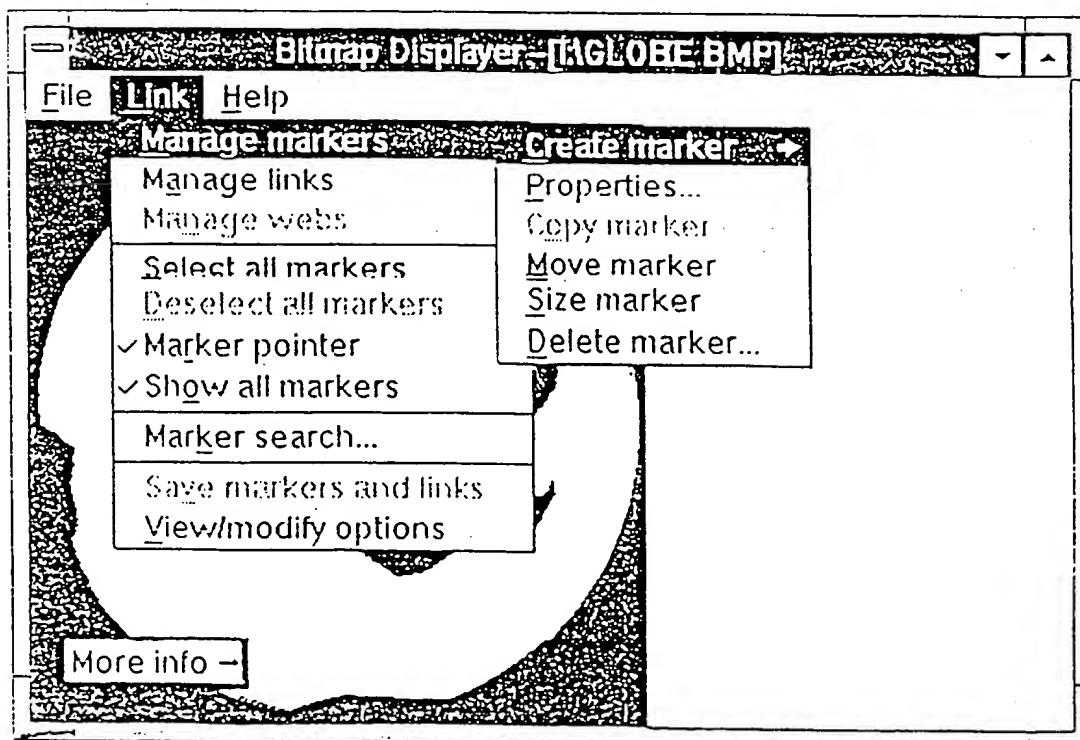 Bitmap Displayer - [I:\GLOBE.BMP]
File Link Help
Manage markers
Manage links
Manage webs
Select all markers
Deselect all markers
✓ Marker pointer
✓ Show all markers
Marker search...
Save markers and links
View/modify options
Create marker →
Properties...
Copy marker
Move marker
Size marker
Delete marker...
More info →